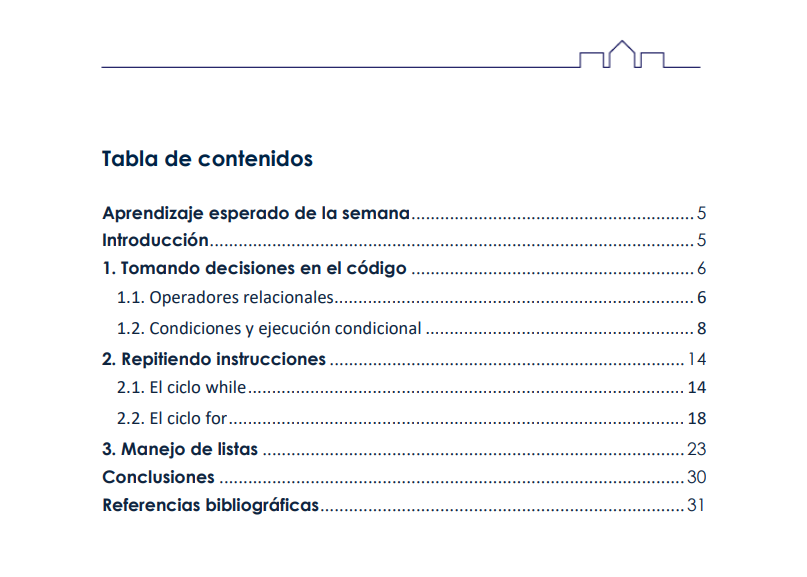 Tabla de contenidos
Aprendizaje esperado de la semana........................................................ 5
Introducción................................................................................................ 5
1. Tomando decisiones en el código ........................................................ 6
1.1. Operadores relacionales........................................................................ 6
1.2. Condiciones y ejecución condicional ..................................................... 8
2. Repitiendo instrucciones ...................................................................... 14
2.1. El ciclo while....................................................................................... 14
2.2. El ciclo for........................................................................................... 18
3. Manejo de listas .................................................................................... 23
Conclusiones ............................................................................................ 30
Referencias bibliográficas......................................................................... 31